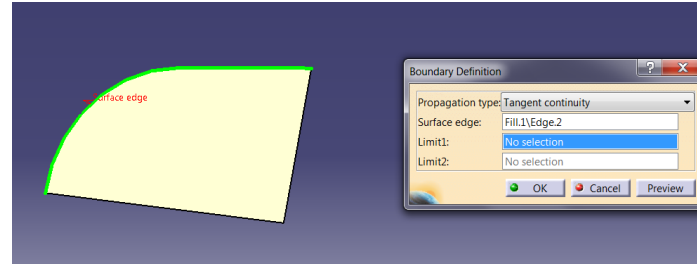 Surface edge
Boundary Definition
? X
Propagation type: Tangent continuity
Surface edge: Fill.1\Edge.2
Limit1: No selection
Limit2: No selection
OK Cancel Preview